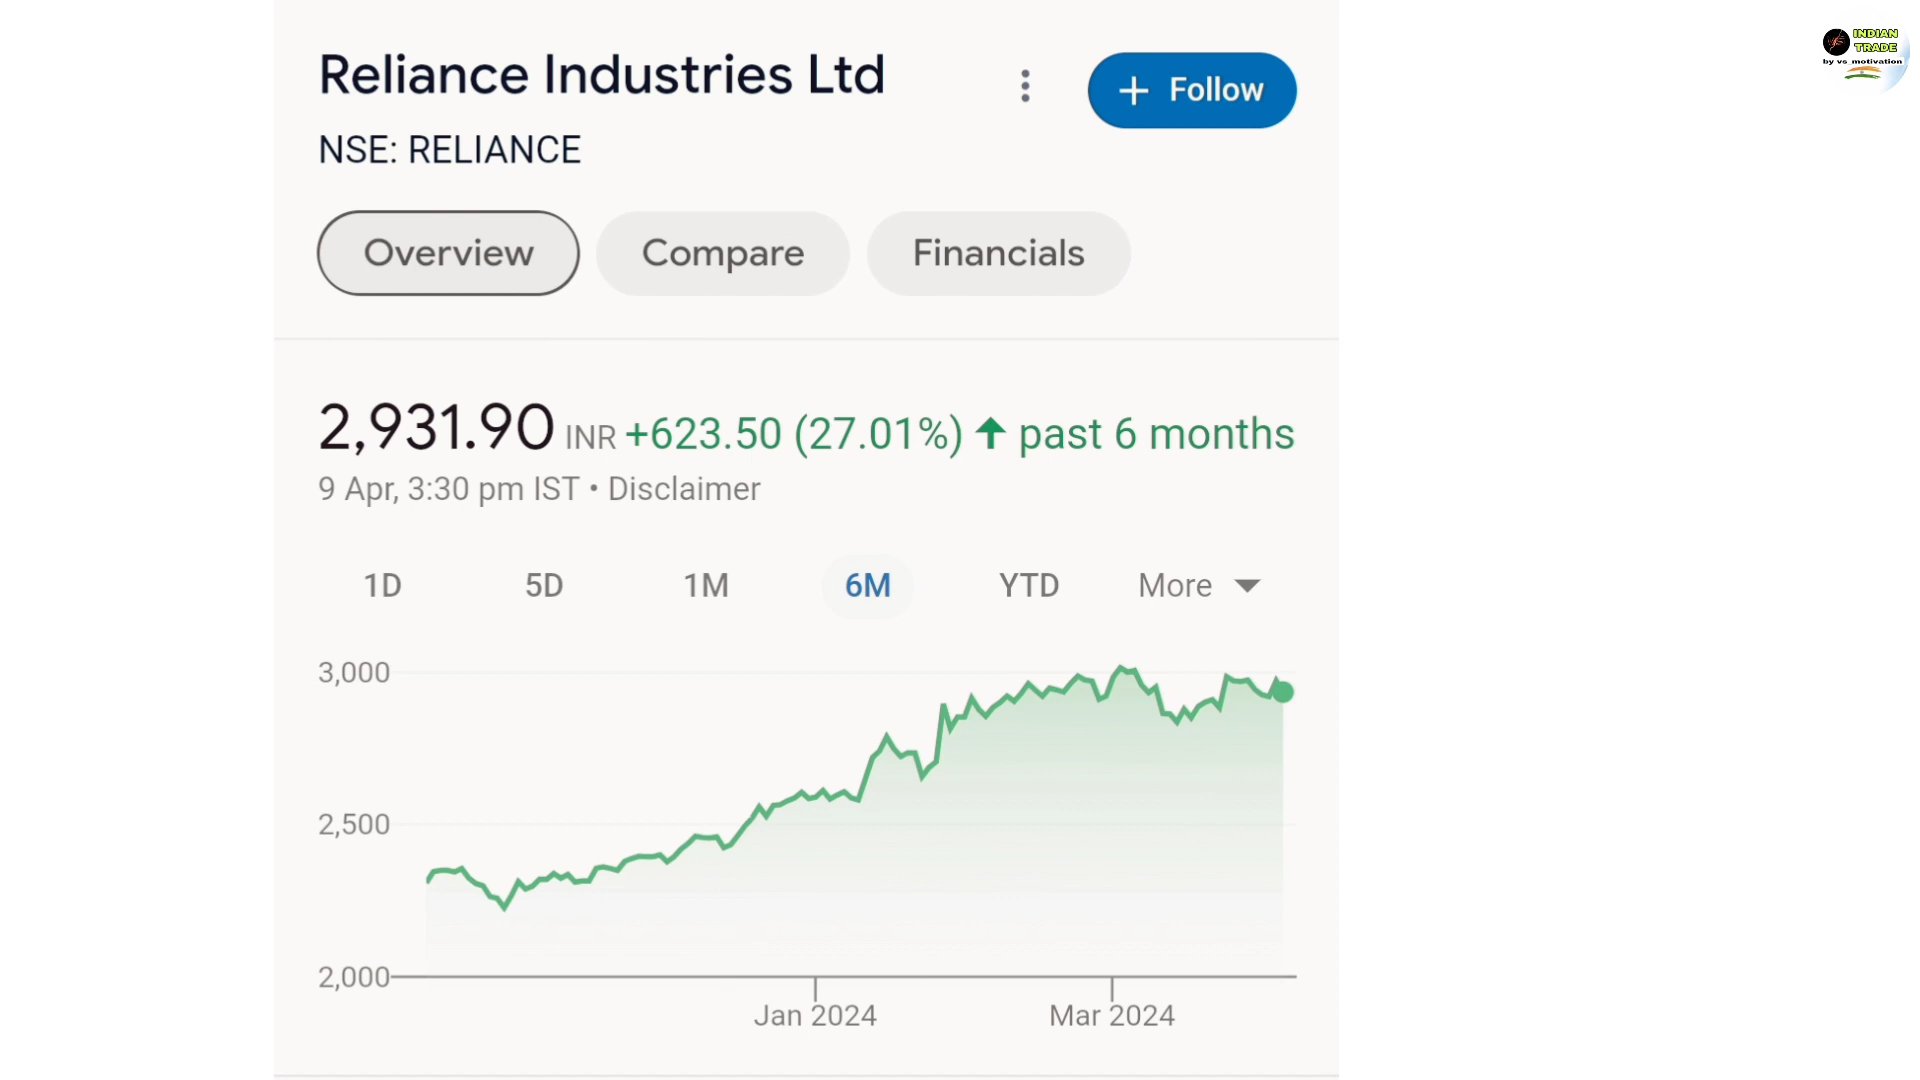 Reliance Industries Ltd
+ Follow
NSE: RELIANCE
Overview
Compare
Financials
2,931.90 INR +623.50 (27.01%) ↑ past 6 months
9 Apr, 3:30 pm IST • Disclaimer
1D 5D 1M 6M YTD More
3,000
2,500
2,000
Jan 2024
Mar 2024
INDIAN
TRADE
by vs_motivation